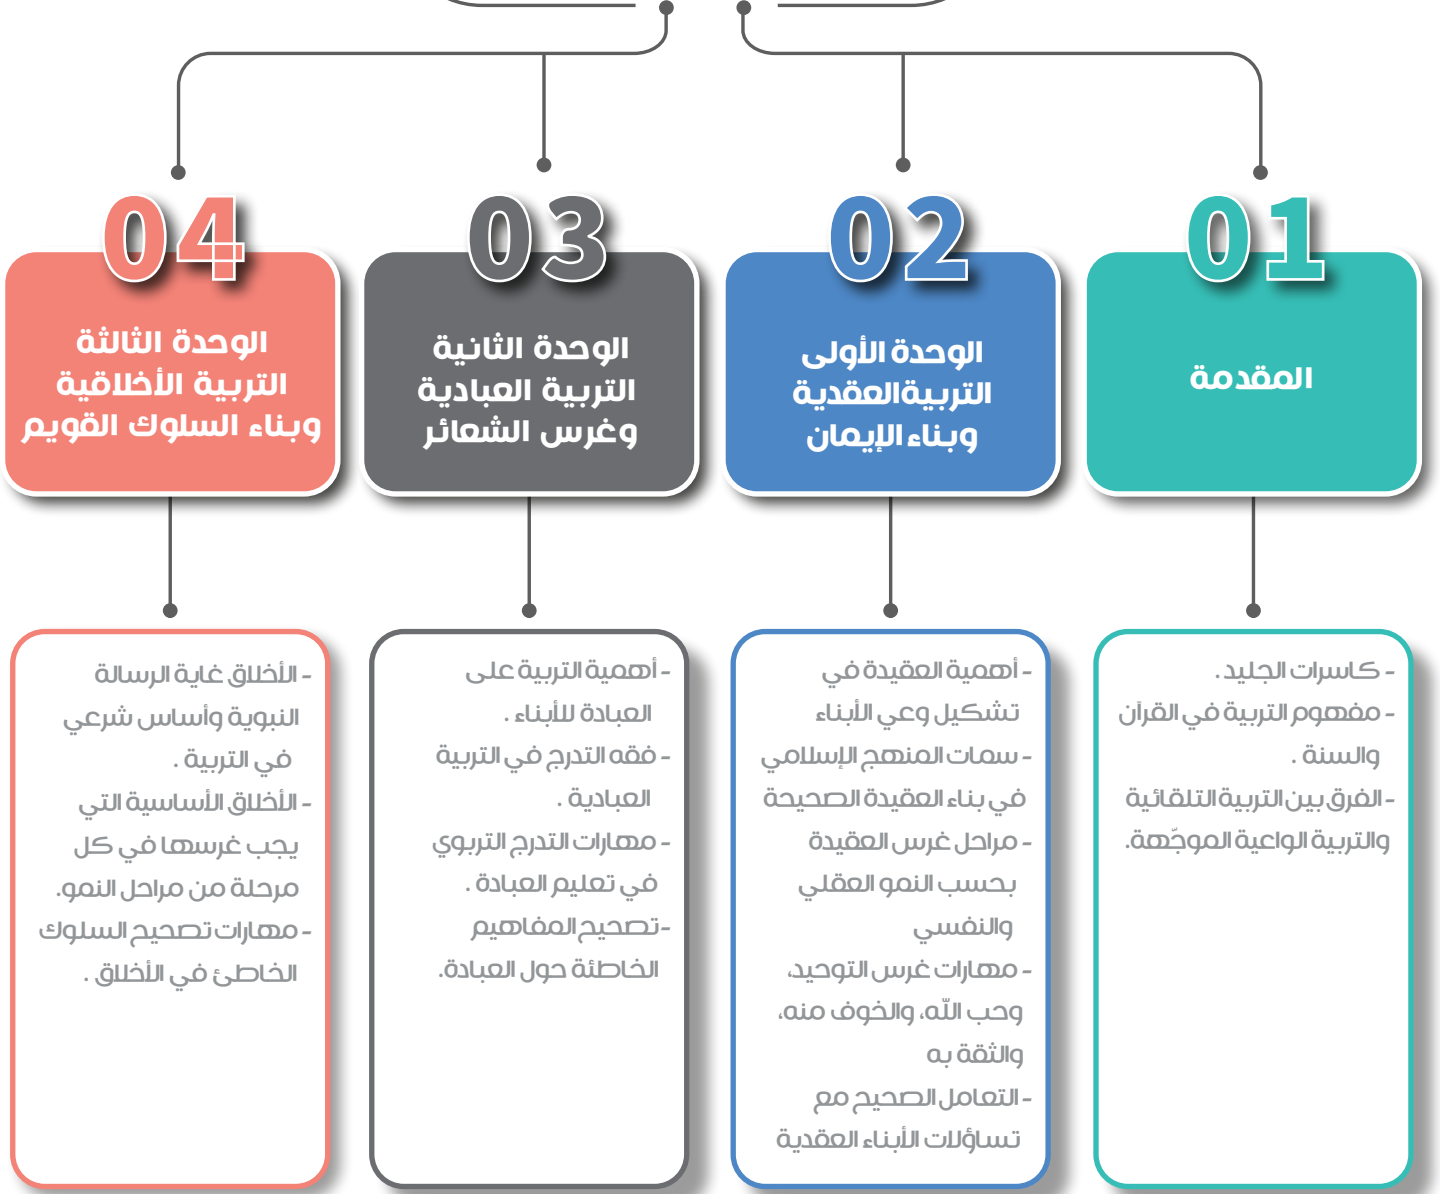 01
المقدمة
- كاسرات الجليد .
- مفهوم التربية في القرآن
والسنة .
- الفرق بين التربية التلقائية
والتربية الواعية الموجّهة.
02
الوحدة الأولى
التربيةالعقدية
وبناء الإيمان
- أهمية العقيدة في
تشكيل وعي الأبناء
- سمات المنهج الإسلامي
في بناء العقيدة الصحيحة
- مراحل غرس العقيدة
بحسب النمو العقلي
والنفسي
- مهارات غرس التوحيد،
وحب الله، والخوف منه،
والثقة به
- التعامل الصحيح مع
تساؤلات الأبناء العقدية
03
الوحدة الثانية
التربية العبادية
وغرس الشعائر
- أهمية التربية على
العبادة للأبناء .
- فقه التدرج في التربية
العبادية .
- مهارات التدرج التربوي
في تعليم العبادة .
-تصحيح المفاهيم
الخاطئة حول العبادة.
04
الوحدة الثالثة
التربية الأخلاقية
وبناء السلوك القويم
- الأخلاق غاية الرسالة
النبوية وأساس شرعي
في التربية .
- الأخلاق الأساسية التي
يجب غرسها في كل
مرحلة من مراحل النمو.
- مهارات تصحيح السلوك
الخاطئ في الأخلاق .